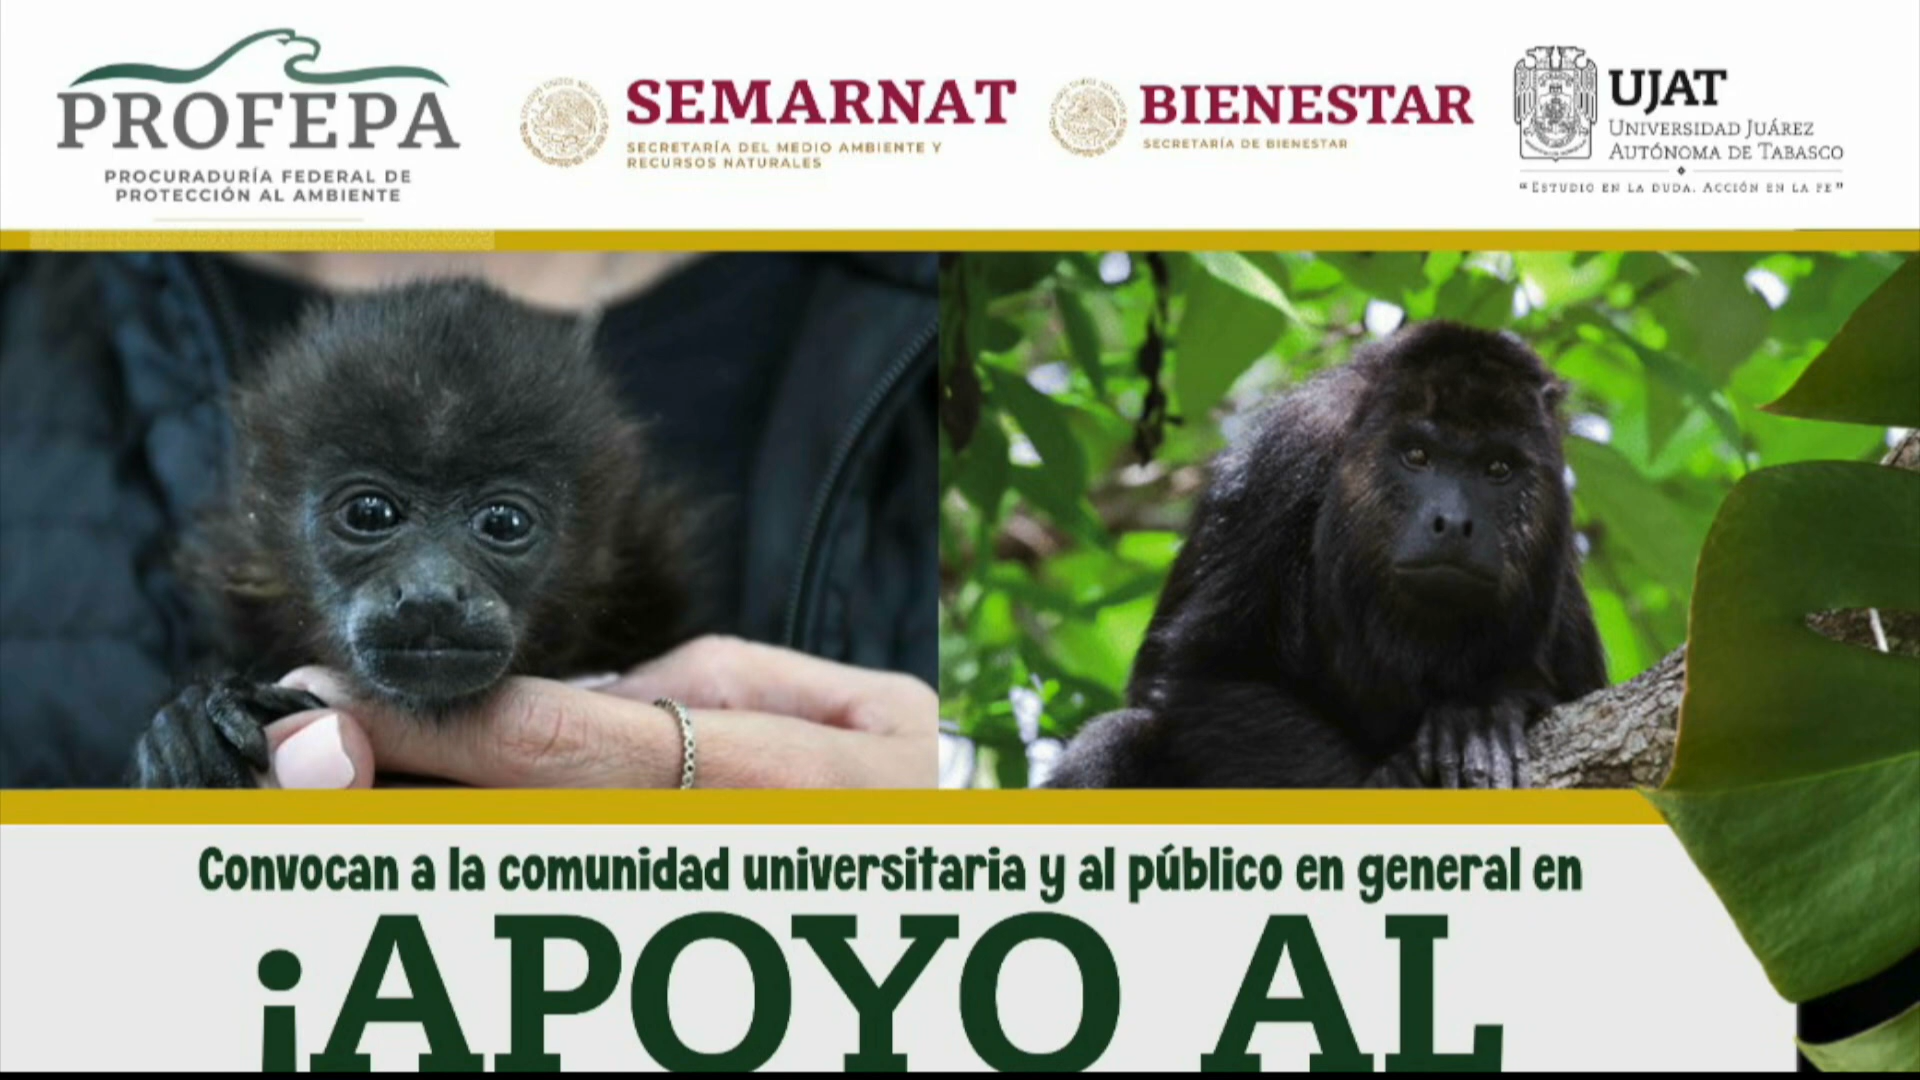 PROFEPA
PROCURADURÍA FEDERAL DE
PROTECCIÓN AL AMBIENTE
SEMARNAT
SECRETARÍA DEL MEDIO AMBIENTE Y
RECURSOS NATURALES
BIENESTAR
SECRETARÍA DE BIENESTAR
UJAT
UNIVERSIDAD JUÁREZ
AUTÓNOMA DE TABASCO
"ESTUDIO EN LA DUDA. ACCIÓN EN LA FE"
Convocan a la comunidad universitaria y al público en general en
¡APOYO AL